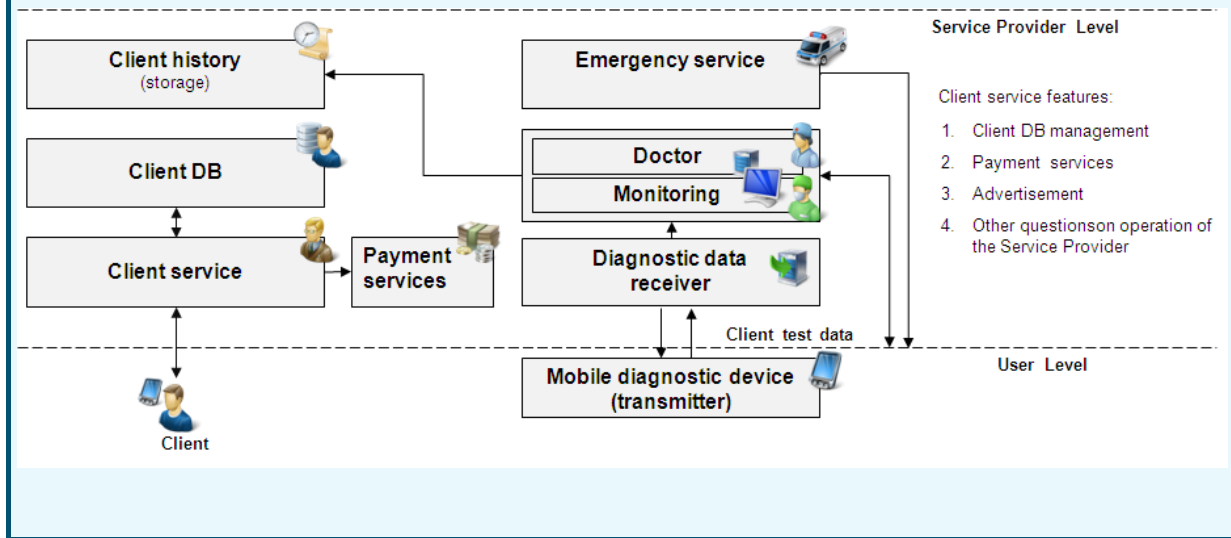 Service Provider Level
Client history
(storage)
Emergency service
Client service features:
1. Client DB management
2. Payment services
3. Advertisement
4. Other questionson operation of
the Service Provider
Client DB
Doctor
Monitoring
Client service
Payment
services
Diagnostic data
receiver
Client test data
User Level
Mobile diagnostic device
(transmitter)
Client